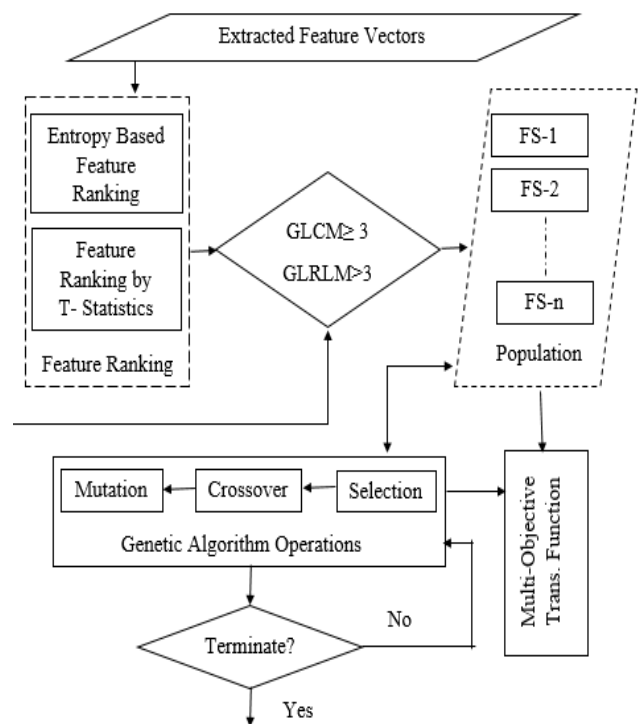 Extracted Feature Vectors
Entropy Based
Feature
Ranking
Feature
Ranking by
T- Statistics
Feature Ranking
GLCM≥ 3
GLRLM>3
FS-1
FS-2
FS-n
Population
Mutation
Crossover
Selection
Genetic Algorithm Operations
Multi-Objective
Trans. Function
Terminate?
No
Yes